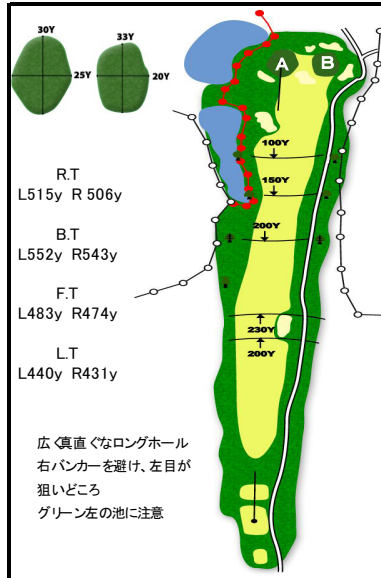 30Y
25Y
33Y
20Y
A
B
100Y
150Y
200Y
230Y
200Y
R.T
L515y R 506y
B.T
L552y R543y
F.T
L483y R474y
L.T
L440y R431y
広く真直ぐなロングホール
右バンカーを避け、左目が
狙いどころ
グリーン左の池に注意